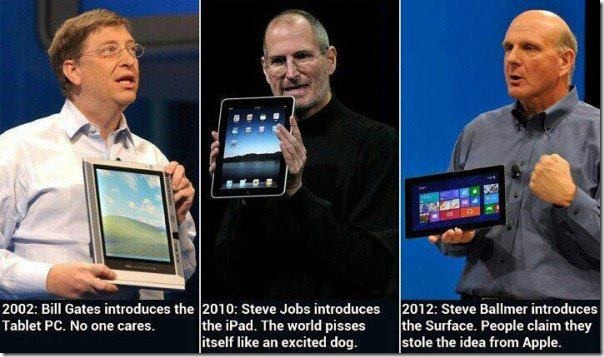 2002: Bill Gates introduces the
Tablet PC. No one cares.
2010: Steve Jobs introduces
the iPad. The world pisses
itself like an excited dog.
2012: Steve Ballmer introduces
the Surface. People claim they
stole the idea from Apple.
Start